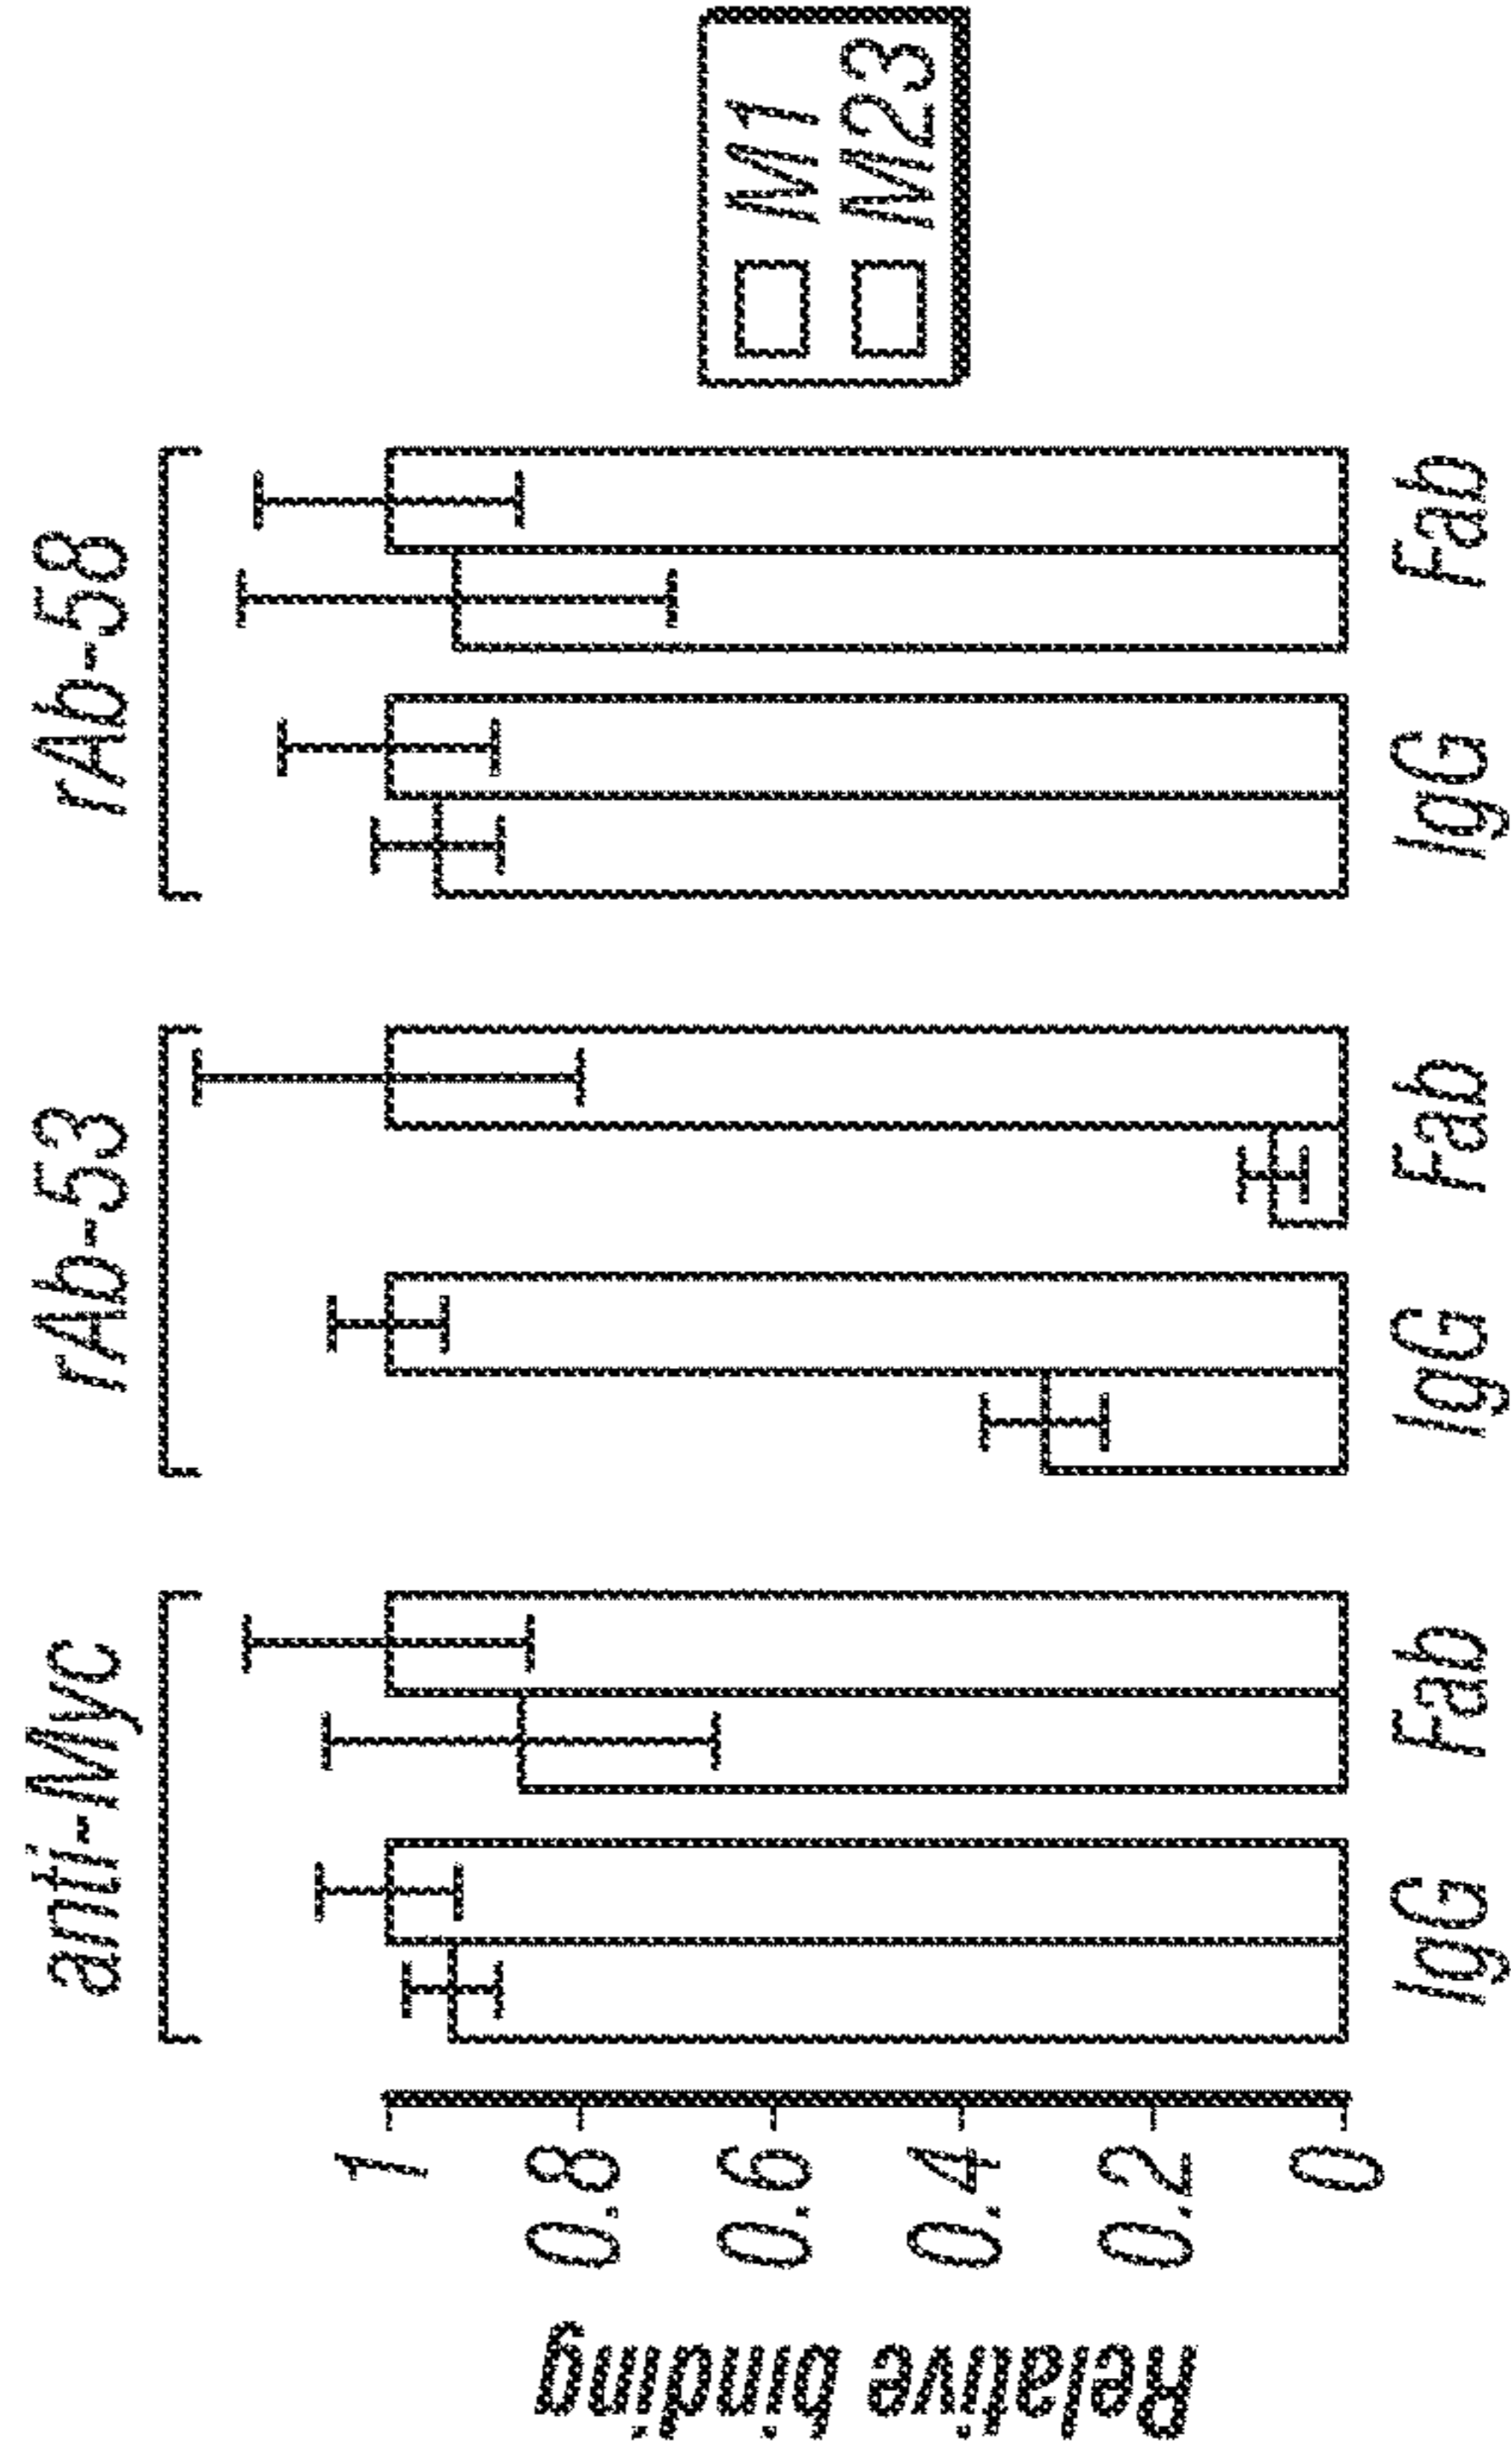 anti-Myc
rAb-53
rAb-58
Relative binding
1
0.8
0.6
0.4
0.2
0
IgG
Fab
IgG
Fab
IgG
Fab
M1
M23